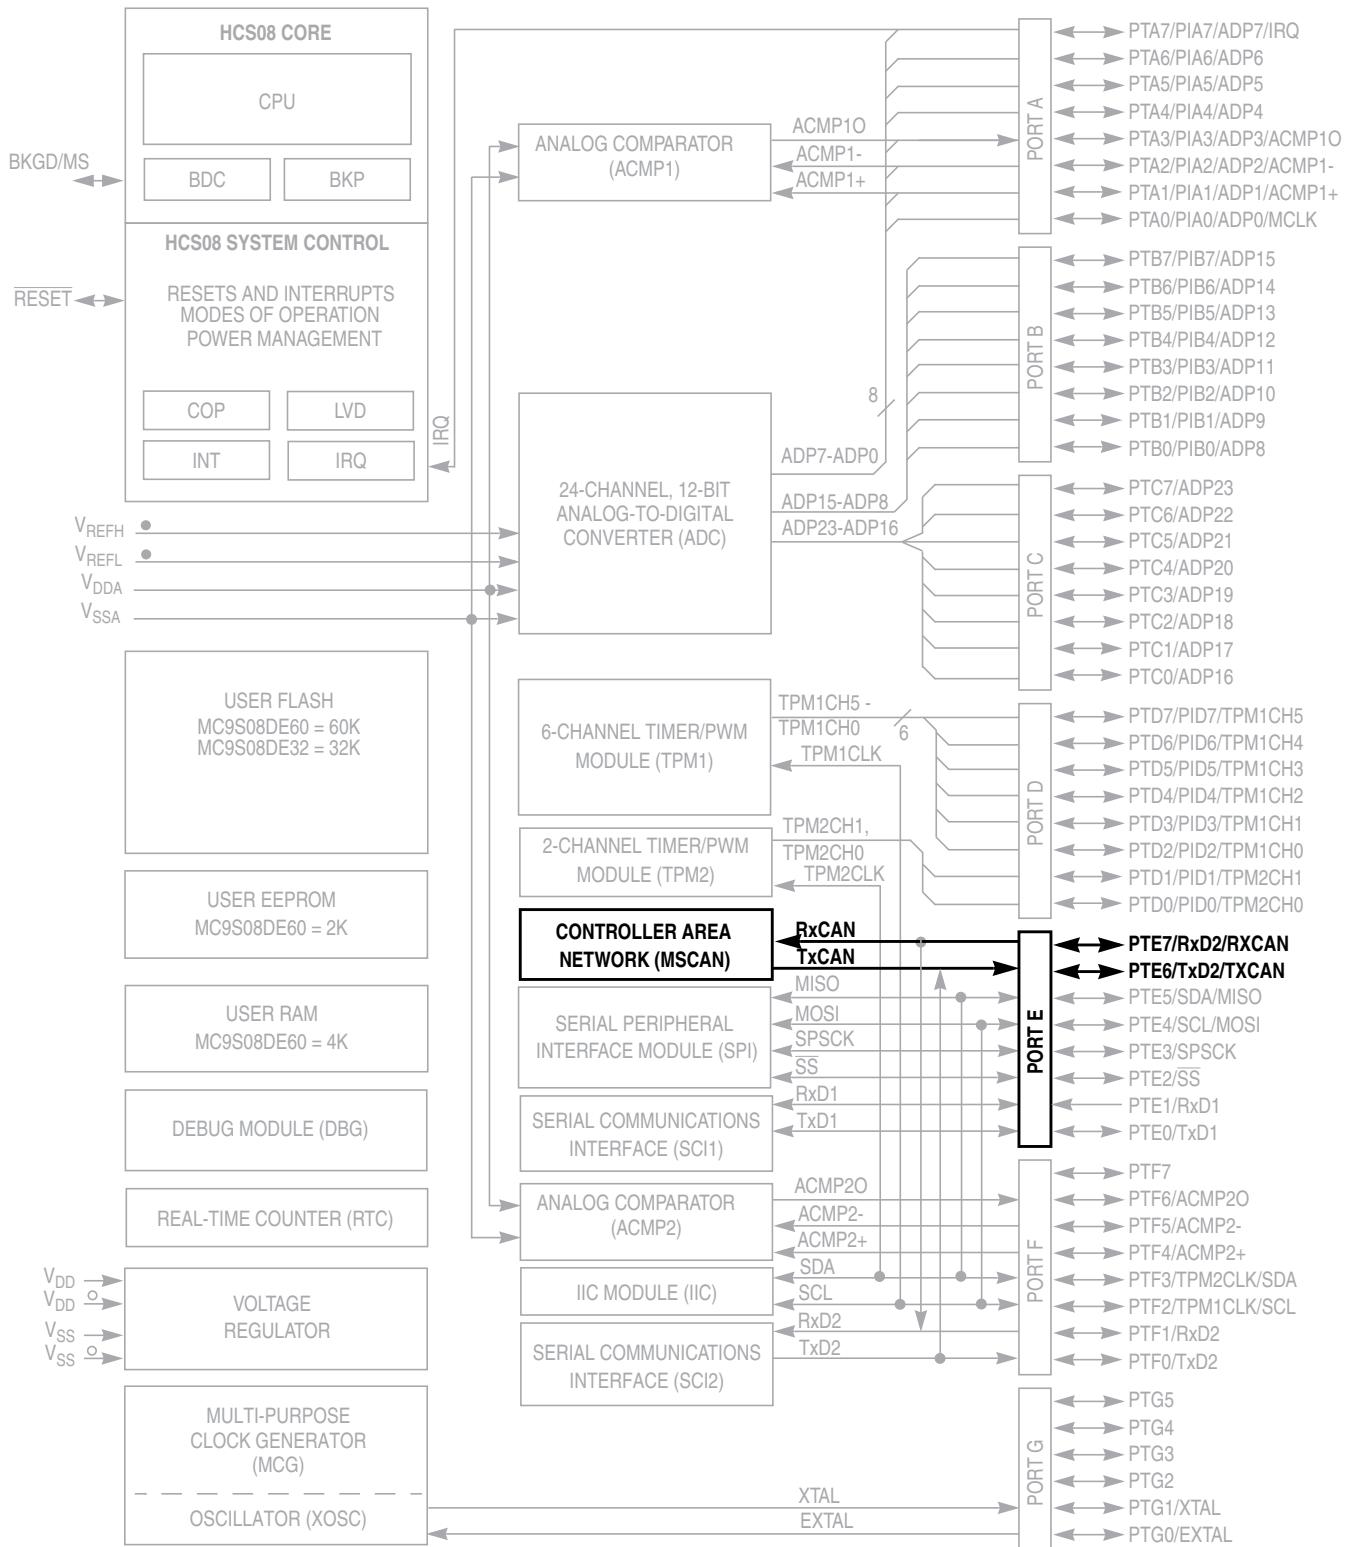 HCS08 CORE
CPU
BDC
BKP
BKGD/MS
HCS08 SYSTEM CONTROL
RESETS AND INTERRUPTS
MODES OF OPERATION
POWER MANAGEMENT
COP
LVD
INT
IRQ
RESET
IRQ
VREFH
VREFL
VDDA
VSSA
USER FLASH
MC9S08DE60 = 60K
MC9S08DE32 = 32K
USER EEPROM
MC9S08DE60 = 2K
USER RAM
MC9S08DE60 = 4K
DEBUG MODULE (DBG)
REAL-TIME COUNTER (RTC)
VDD
VDD
VSS
VSS
VOLTAGE
REGULATOR
MULTI-PURPOSE
CLOCK GENERATOR
(MCG)
OSCILLATOR (XOSC)
ANALOG COMPARATOR
(ACMP1)
ACMP1O
ACMP1-
ACMP1+
24-CHANNEL, 12-BIT
ANALOG-TO-DIGITAL
CONVERTER (ADC)
8
ADP7-ADP0
ADP15-ADP8
ADP23-ADP16
6-CHANNEL TIMER/PWM
MODULE (TPM1)
TPM1CH5 -
TPM1CH0
6
TPM1CLK
2-CHANNEL TIMER/PWM
MODULE (TPM2)
TPM2CH1,
TPM2CH0
TPM2CLK
CONTROLLER AREA
NETWORK (MSCAN)
RxCAN
TxCAN
SERIAL PERIPHERAL
INTERFACE MODULE (SPI)
MISO
MOSI
SPSCK
SS
SERIAL COMMUNICATIONS
INTERFACE (SCI1)
RxD1
TxD1
ANALOG COMPARATOR
(ACMP2)
ACMP2O
ACMP2-
ACMP2+
IIC MODULE (IIC)
SDA
SCL
SERIAL COMMUNICATIONS
INTERFACE (SCI2)
RxD2
TxD2
XTAL
EXTAL
PORT A
PTA7/PIA7/ADP7/IRQ
PTA6/PIA6/ADP6
PTA5/PIA5/ADP5
PTA4/PIA4/ADP4
PTA3/PIA3/ADP3/ACMP1O
PTA2/PIA2/ADP2/ACMP1-
PTA1/PIA1/ADP1/ACMP1+
PTA0/PIA0/ADP0/MCLK
PORT B
PTB7/PIB7/ADP15
PTB6/PIB6/ADP14
PTB5/PIB5/ADP13
PTB4/PIB4/ADP12
PTB3/PIB3/ADP11
PTB2/PIB2/ADP10
PTB1/PIB1/ADP9
PTB0/PIB0/ADP8
PORT C
PTC7/ADP23
PTC6/ADP22
PTC5/ADP21
PTC4/ADP20
PTC3/ADP19
PTC2/ADP18
PTC1/ADP17
PTC0/ADP16
PORT D
PTD7/PID7/TPM1CH5
PTD6/PID6/TPM1CH4
PTD5/PID5/TPM1CH3
PTD4/PID4/TPM1CH2
PTD3/PID3/TPM1CH1
PTD2/PID2/TPM1CH0
PTD1/PID1/TPM2CH1
PTD0/PID0/TPM2CH0
PORT E
PTE7/RxD2/RXCAN
PTE6/TxD2/TXCAN
PTE5/SDA/MISO
PTE4/SCL/MOSI
PTE3/SPSCK
PTE2/SS
PTE1/RxD1
PTE0/TxD1
PORT F
PTF7
PTF6/ACMP2O
PTF5/ACMP2-
PTF4/ACMP2+
PTF3/TPM2CLK/SDA
PTF2/TPM1CLK/SCL
PTF1/RxD2
PTF0/TxD2
PORT G
PTG5
PTG4
PTG3
PTG2
PTG1/XTAL
PTG0/EXTAL